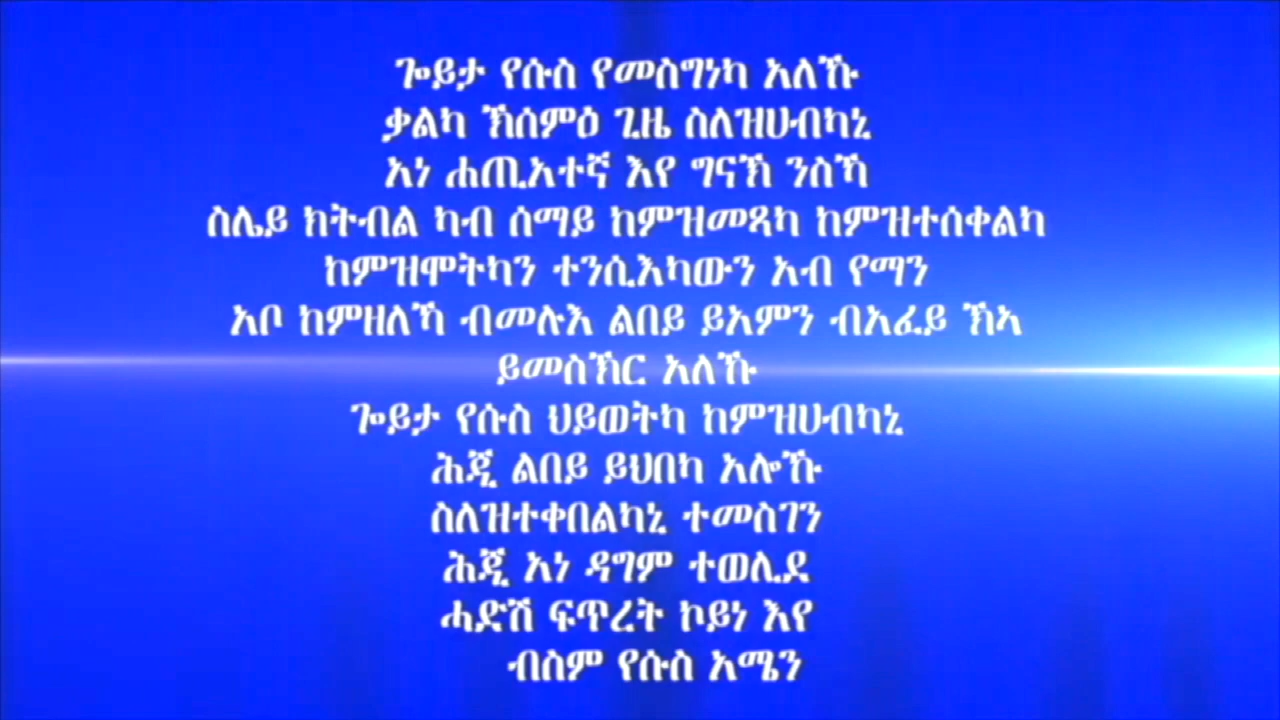 ጐይታ የሱስ የመስግነካ አለኹ
ቃልካ ኽሰምዕ ጊዜ ስለዝሀብካኒ
አነ ሐጢአተኛ እየ ግናኽ ንስኻ
ስሌይ ክትብል ካብ ሰማይ ከምዝመጻካ ከምዝተሰቀልካ
ከምዝሞትካን ተንሲእካውን አብ የማን
አቦ ከምዘለኻ ብመሉእ ልበይ ይአምን ብአፈይ ኽኣ
ይመስኽር አለኹ
ጐይታ የሱስ ህይወትካ ከምዝሀብካኒ
ሕጂ ልበይ ይህበካ አሎኹ
ስለዝተቀበልካኒ ተመስገን
ሕጂ አነ ዳግም ተወሊደ
ሓድሽ ፍጥረት ኮይነ እየ
ብስም የሱስ አሜን